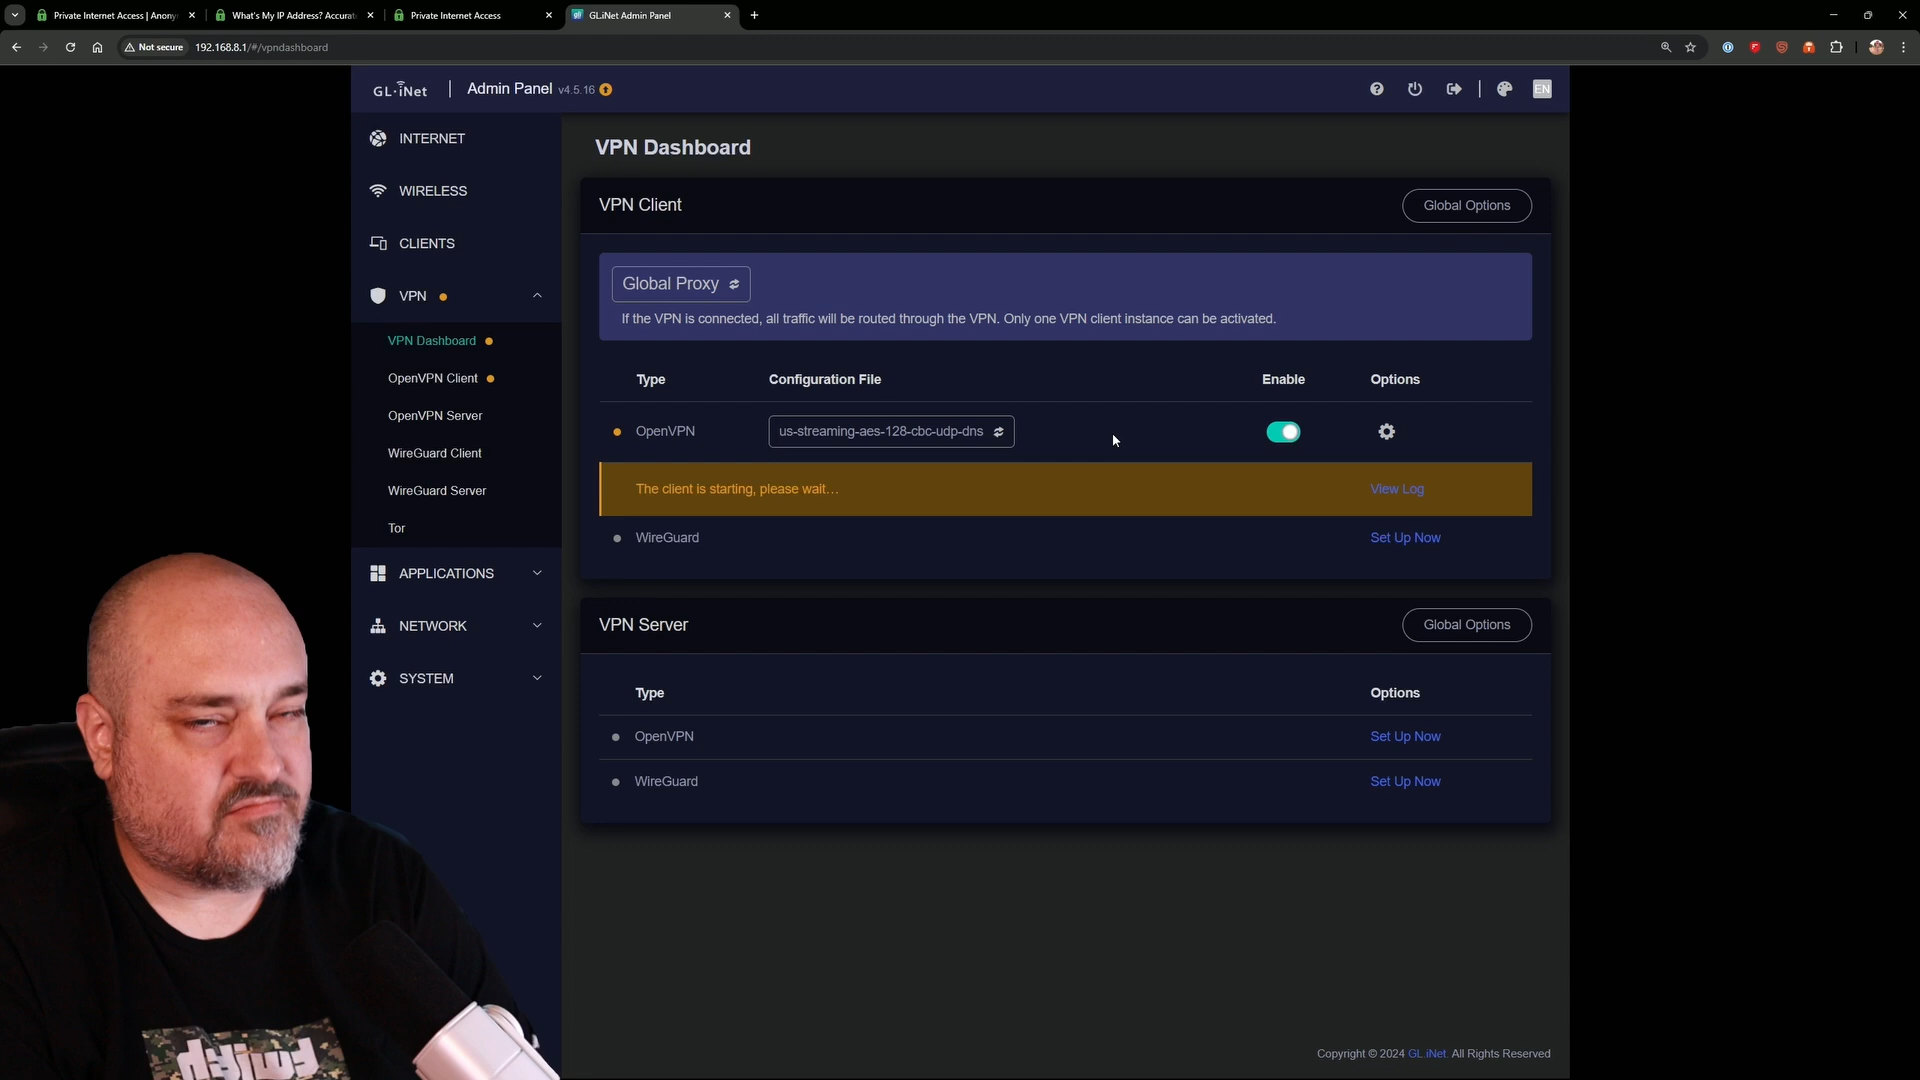 Private Internet Access | Anony
What's My IP Address? Accurat
Private Internet Access
GL.iNet Admin Panel
Not secure
192.168.8.1/#/vpndashboard
GL·iNet
Admin Panel v4.5.16
EN
INTERNET
WIRELESS
CLIENTS
VPN
VPN Dashboard
OpenVPN Client
OpenVPN Server
WireGuard Client
WireGuard Server
Tor
APPLICATIONS
NETWORK
SYSTEM
VPN Dashboard
VPN Client
Global Options
Global Proxy
If the VPN is connected, all traffic will be routed through the VPN. Only one VPN client instance can be activated.
Type Configuration File Enable Options
OpenVPN us-streaming-aes-128-cbc-udp-dns
The client is starting, please wait… View Log
WireGuard Set Up Now
VPN Server
Global Options
Type Options
OpenVPN Set Up Now
WireGuard Set Up Now
Copyright © 2024 GL.iNet. All Rights Reserved